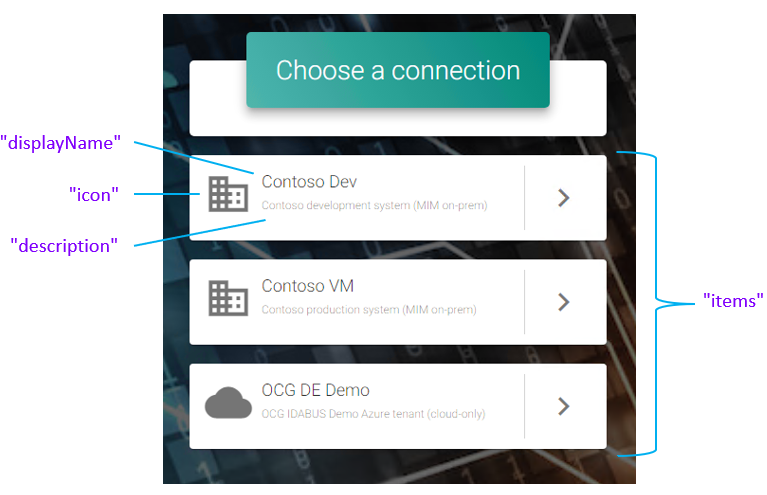 Choose a connection
"displayName"
"icon"
"description"
Contoso Dev
Contoso development system (MIM on-prem)
Contoso VM
Contoso production system (MIM on-prem)
"items"
OCG DE Demo
OCG IDABUS Demo Azure tenant (cloud-only)